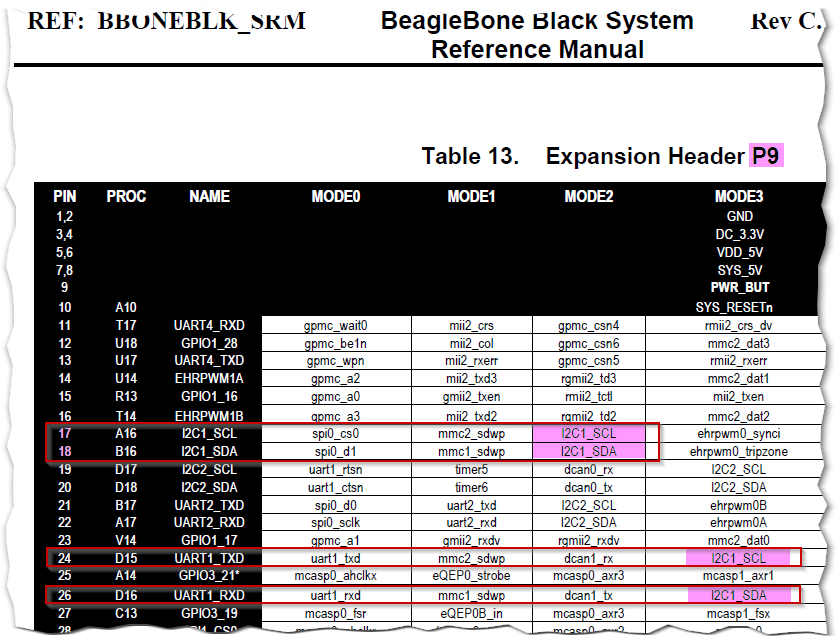 REF: BBONEBLK_SRM BeagleBone Black System Rev C.
Reference Manual
Table 13. Expansion Header P9
PIN PROC NAME MODE0 MODE1 MODE2 MODE3
1,2 GND
3,4 DC_3.3V
5,6 VDD_5V
7,8 SYS_5V
9 PWR_BUT
10 A10 SYS_RESETn
11 T17 UART4_RXD gpmc_wait0 mii2_crs gpmc_csn4 rmii2_crs_dv
12 U18 GPIO1_28 gpmc_be1n mii2_col gpmc_csn6 mmc2_dat3
13 U17 UART4_TXD gpmc_wpn mii2_rxerr gpmc_csn5 rmii2_rxerr
14 U14 EHRPWM1A gpmc_a2 mii2_txd3 rgmii2_td3 mmc2_dat1
15 R13 GPIO1_16 gpmc_a0 gmii2_txen rmii2_tctl mii2_txen
16 T14 EHRPWM1B gpmc_a3 mii2_txd2 rgmii2_td2 mmc2_dat2
17 A16 I2C1_SCL spi0_cs0 mmc2_sdwp I2C1_SCL ehrpwm0_synci
18 B16 I2C1_SDA spi0_d1 mmc1_sdwp I2C1_SDA ehrpwm0_tripzone
19 D17 I2C2_SCL uart1_rtsn timer5 dcan0_rx I2C2_SCL
20 D18 I2C2_SDA uart1_ctsn timer6 dcan0_tx I2C2_SDA
21 B17 UART2_TXD spi0_d0 uart2_txd I2C2_SCL ehrpwm0B
22 A17 UART2_RXD spi0_sclk uart2_rxd I2C2_SDA ehrpwm0A
23 V14 GPIO1_17 gpmc_a1 gmii2_rxdv rgmii2_rxdv mmc2_dat0
24 D15 UART1_TXD uart1_txd mmc2_sdwp dcan1_rx I2C1_SCL
25 A14 GPIO3_21* mcasp0_ahclkx eQEP0_strobe mcasp0_axr3 mcasp1_axr1
26 D16 UART1_RXD uart1_rxd mmc1_sdwp dcan1_tx I2C1_SDA
27 C13 GPIO3_19 mcasp0_fsr eQEP0B_in mcasp0_axr3 mcasp1_fsx
28